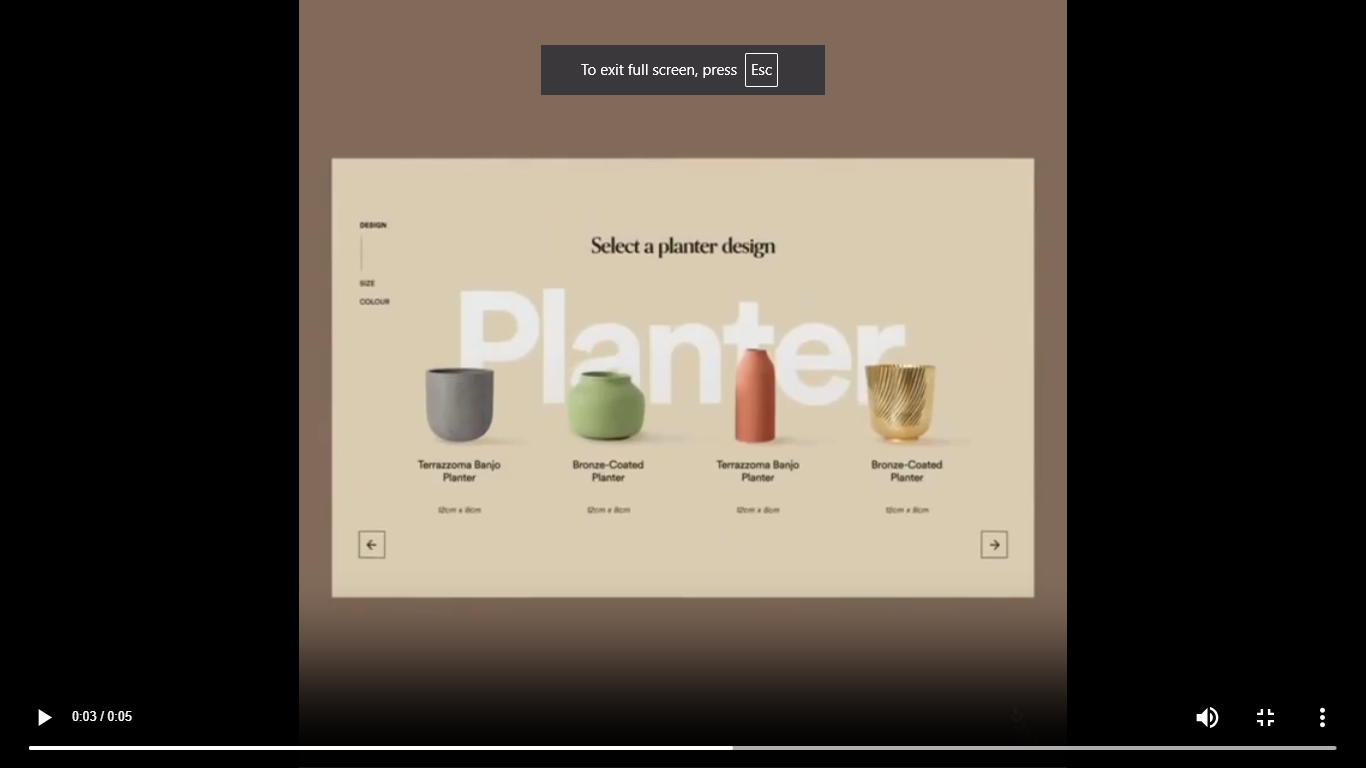 To exit full screen, press Esc
DESIGN
Select a planter design
SIZE
COLOUR
Planter
Terrazzoma Banjo
Planter
Bronze-Coated
Planter
Terrazzoma Banjo
Planter
Bronze-Coated
Planter
12cm x 8cm
12cm x 8cm
12cm x 8cm
12cm x 8cm
0:03 / 0:05